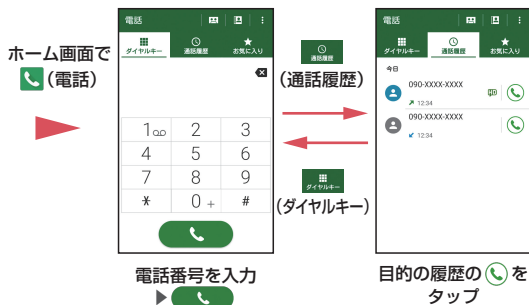 ホーム画面で
(電話)
電話
ダイヤルキー 通話履歴 お気に入り
1 2 3
4 5 6
7 8 9
* 0 + #
電話番号を入力
通話履歴
(通話履歴)
ダイヤルキー
(ダイヤルキー)
電話
ダイヤルキー 通話履歴 お気に入り
今日
090-XXXX-XXXX
12:34
090-XXXX-XXXX
12:34
目的の履歴の を
タップ